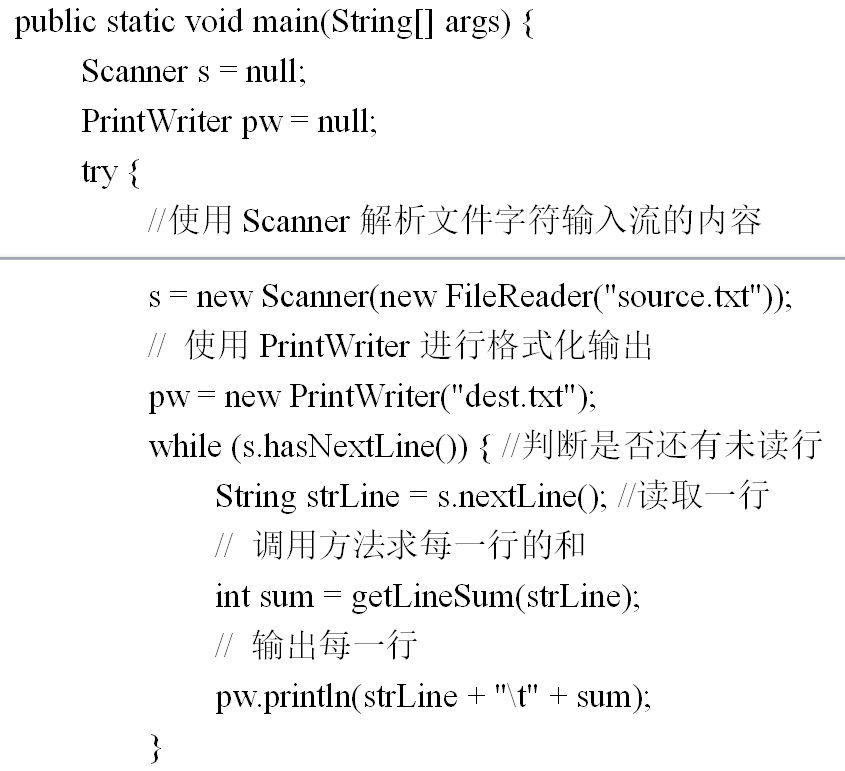 public static void main(String[] args) {
Scanner s = null;
PrintWriter pw = null;
try {
//使用 Scanner 解析文件字符输入流的内容
s = new Scanner(new FileReader("source.txt"));
// 使用 PrintWriter 进行格式化输出
pw = new PrintWriter("dest.txt");
while (s.hasNextLine()) { //判断是否还有未读行
String strLine = s.nextLine(); //读取一行
// 调用方法求每一行的和
int sum = getLineSum(strLine);
// 输出每一行
pw.println(strLine + "\t" + sum);
}